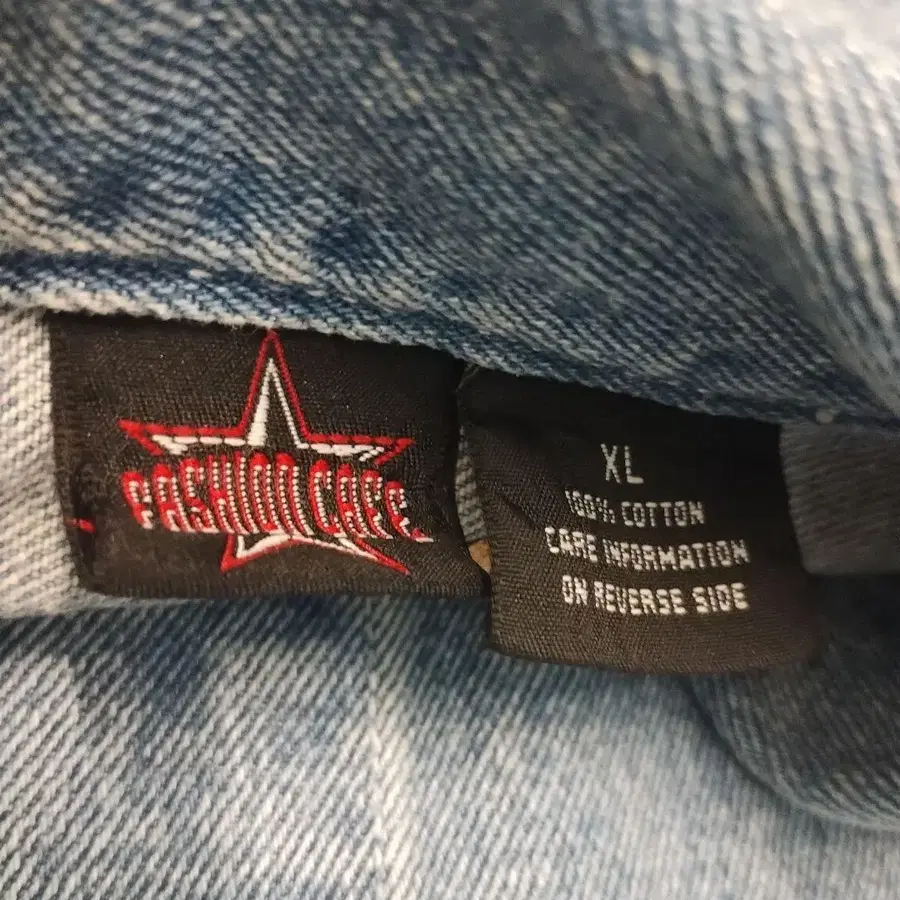 FASHION CAFE
XL
100% COTTON
CARE INFORMATION
ON REVERSE SIDE